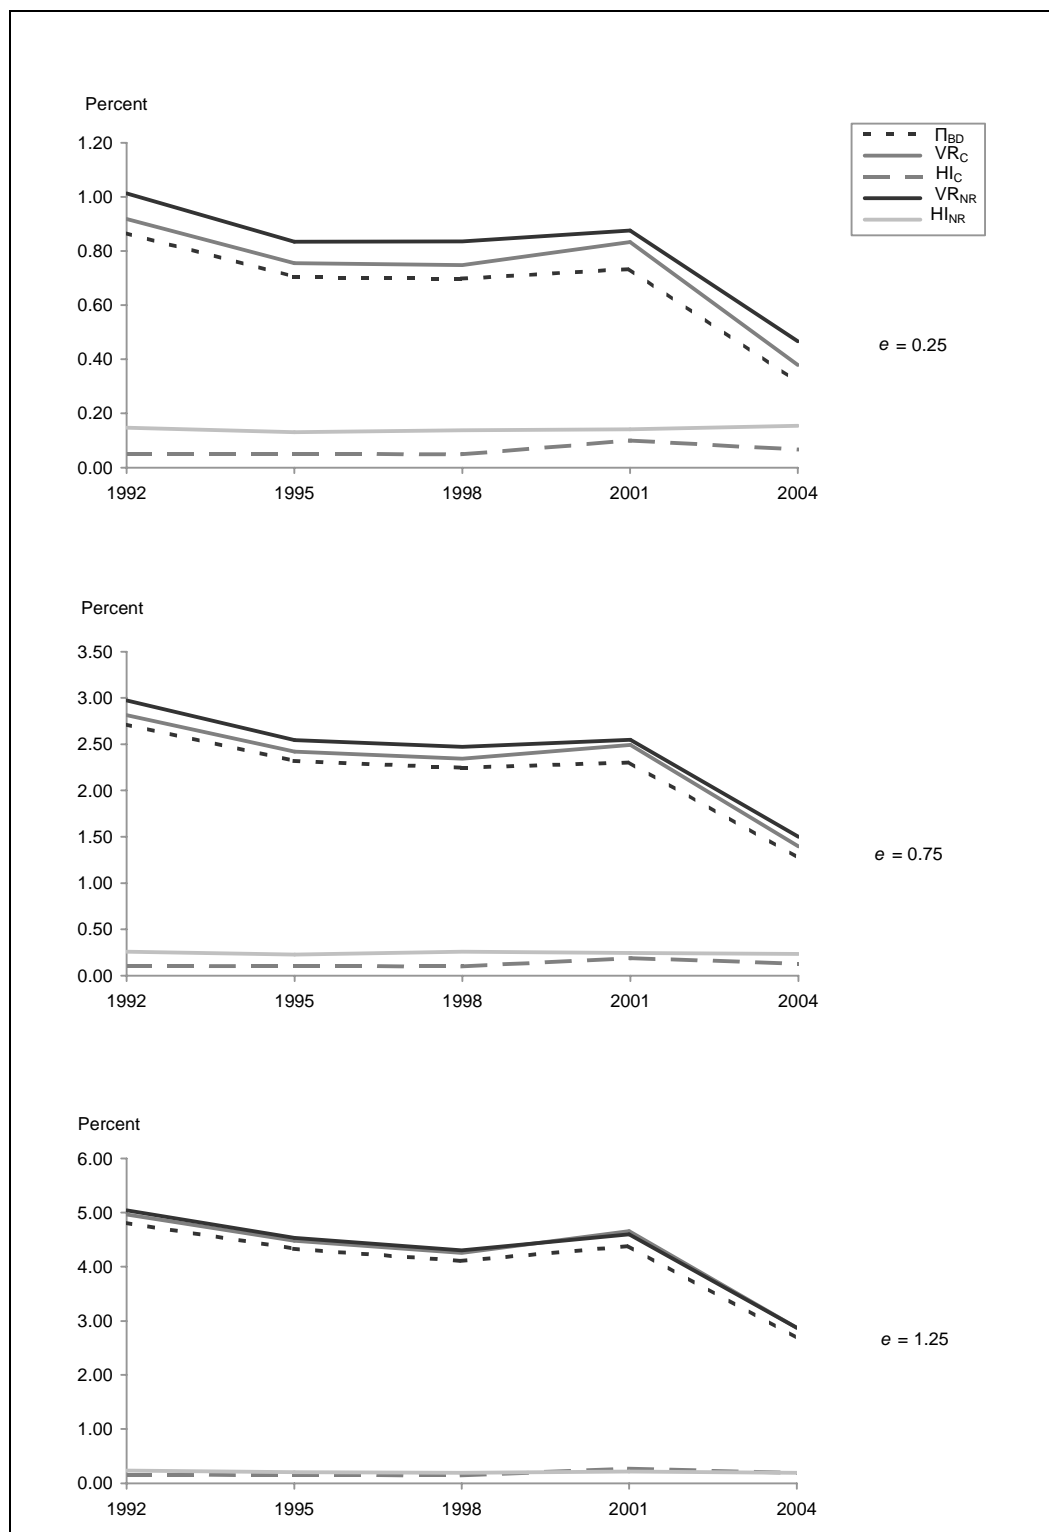 Percent
1.20
1.00
0.80
0.60
0.40
0.20
0.00
1992 1995 1998 2001 2004
Π_BD
VR_C
HI_C
VR_NR
HI_NR
e = 0.25
Percent
3.50
3.00
2.50
2.00
1.50
1.00
0.50
0.00
1992 1995 1998 2001 2004
e = 0.75
Percent
6.00
5.00
4.00
3.00
2.00
1.00
0.00
1992 1995 1998 2001 2004
e = 1.25